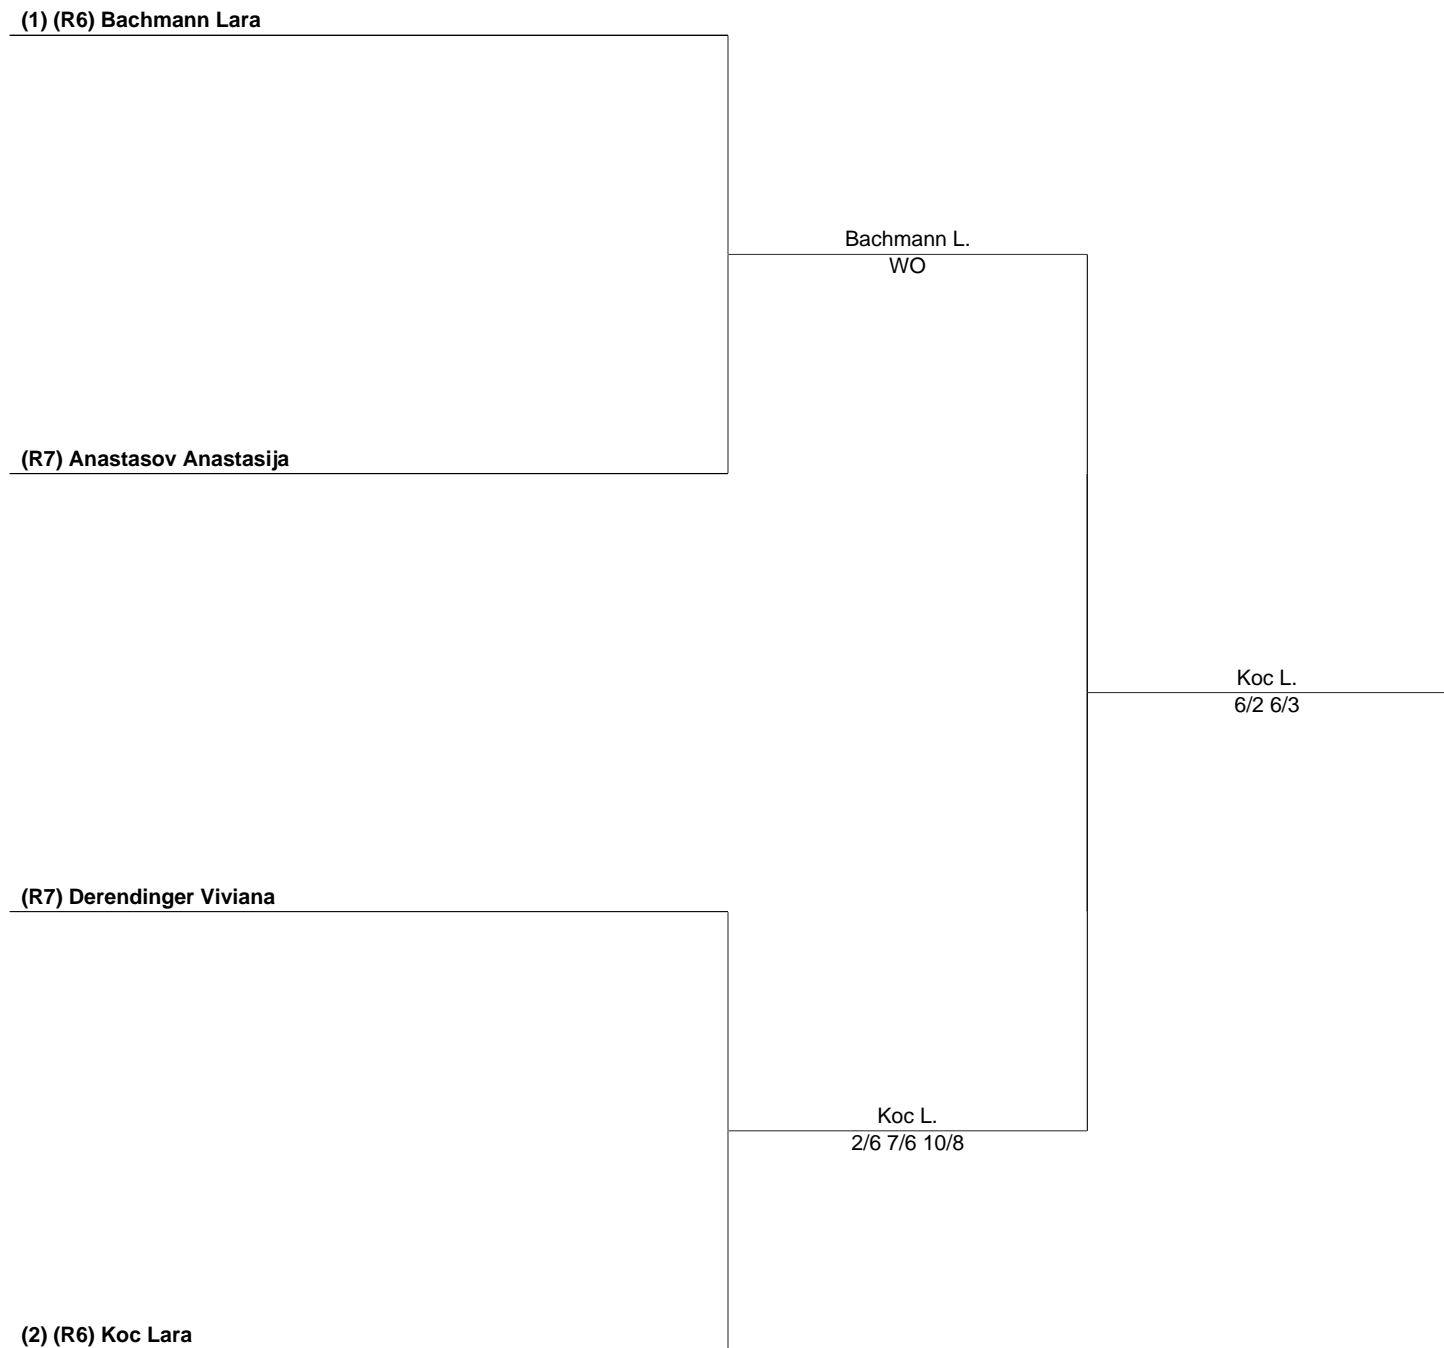 (1) (R6) Bachmann Lara
Bachmann L.
WO
(R7) Anastasov Anastasija
Koc L.
6/2 6/3
(R7) Derendinger Viviana
Koc L.
2/6 7/6 10/8
(2) (R6) Koc Lara